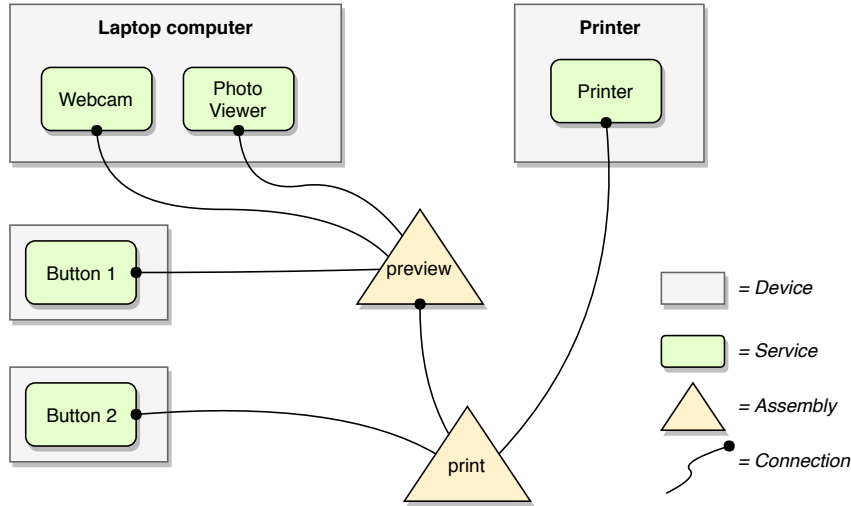 Laptop computer
Printer
Webcam
Photo
Viewer
Printer
Button 1
preview
= Device
= Service
Button 2
= Assembly
print
= Connection